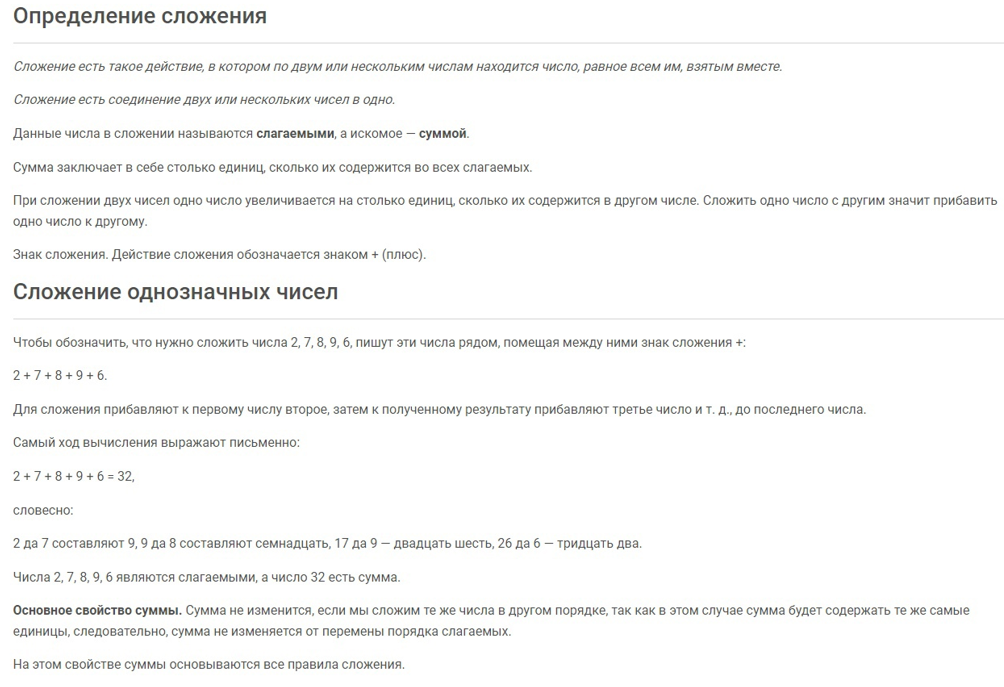 Определение сложения
Сложение есть такое действие, в котором по двум или нескольким числам находится число, равное всем им, взятым вместе.
Сложение есть соединение двух или нескольких чисел в одно.
Данные числа в сложении называются слагаемыми, а искомое — суммой.
Сумма заключает в себе столько единиц, сколько их содержится во всех слагаемых.
При сложении двух чисел одно число увеличивается на столько единиц, сколько их содержится в другом числе. Сложить одно число с другим значит прибавить
одно число к другому.
Знак сложения. Действие сложения обозначается знаком + (плюс).
Сложение однозначных чисел
Чтобы обозначить, что нужно сложить числа 2, 7, 8, 9, 6, пишут эти числа рядом, помещая между ними знак сложения +:
2 + 7 + 8 + 9 + 6.
Для сложения прибавляют к первому числу второе, затем к полученному результату прибавляют третье число и т. д., до последнего числа.
Самый ход вычисления выражают письменно:
2 + 7 + 8 + 9 + 6 = 32,
словесно:
2 да 7 составляют 9, 9 да 8 составляют семнадцать, 17 да 9 — двадцать шесть, 26 да 6 — тридцать два.
Числа 2, 7, 8, 9, 6 являются слагаемыми, а число 32 есть сумма.
Основное свойство суммы. Сумма не изменится, если мы сложим те же числа в другом порядке, так как в этом случае сумма будет содержать те же самые
единицы, следовательно, сумма не изменяется от перемены порядка слагаемых.
На этом свойстве суммы основываются все правила сложения.